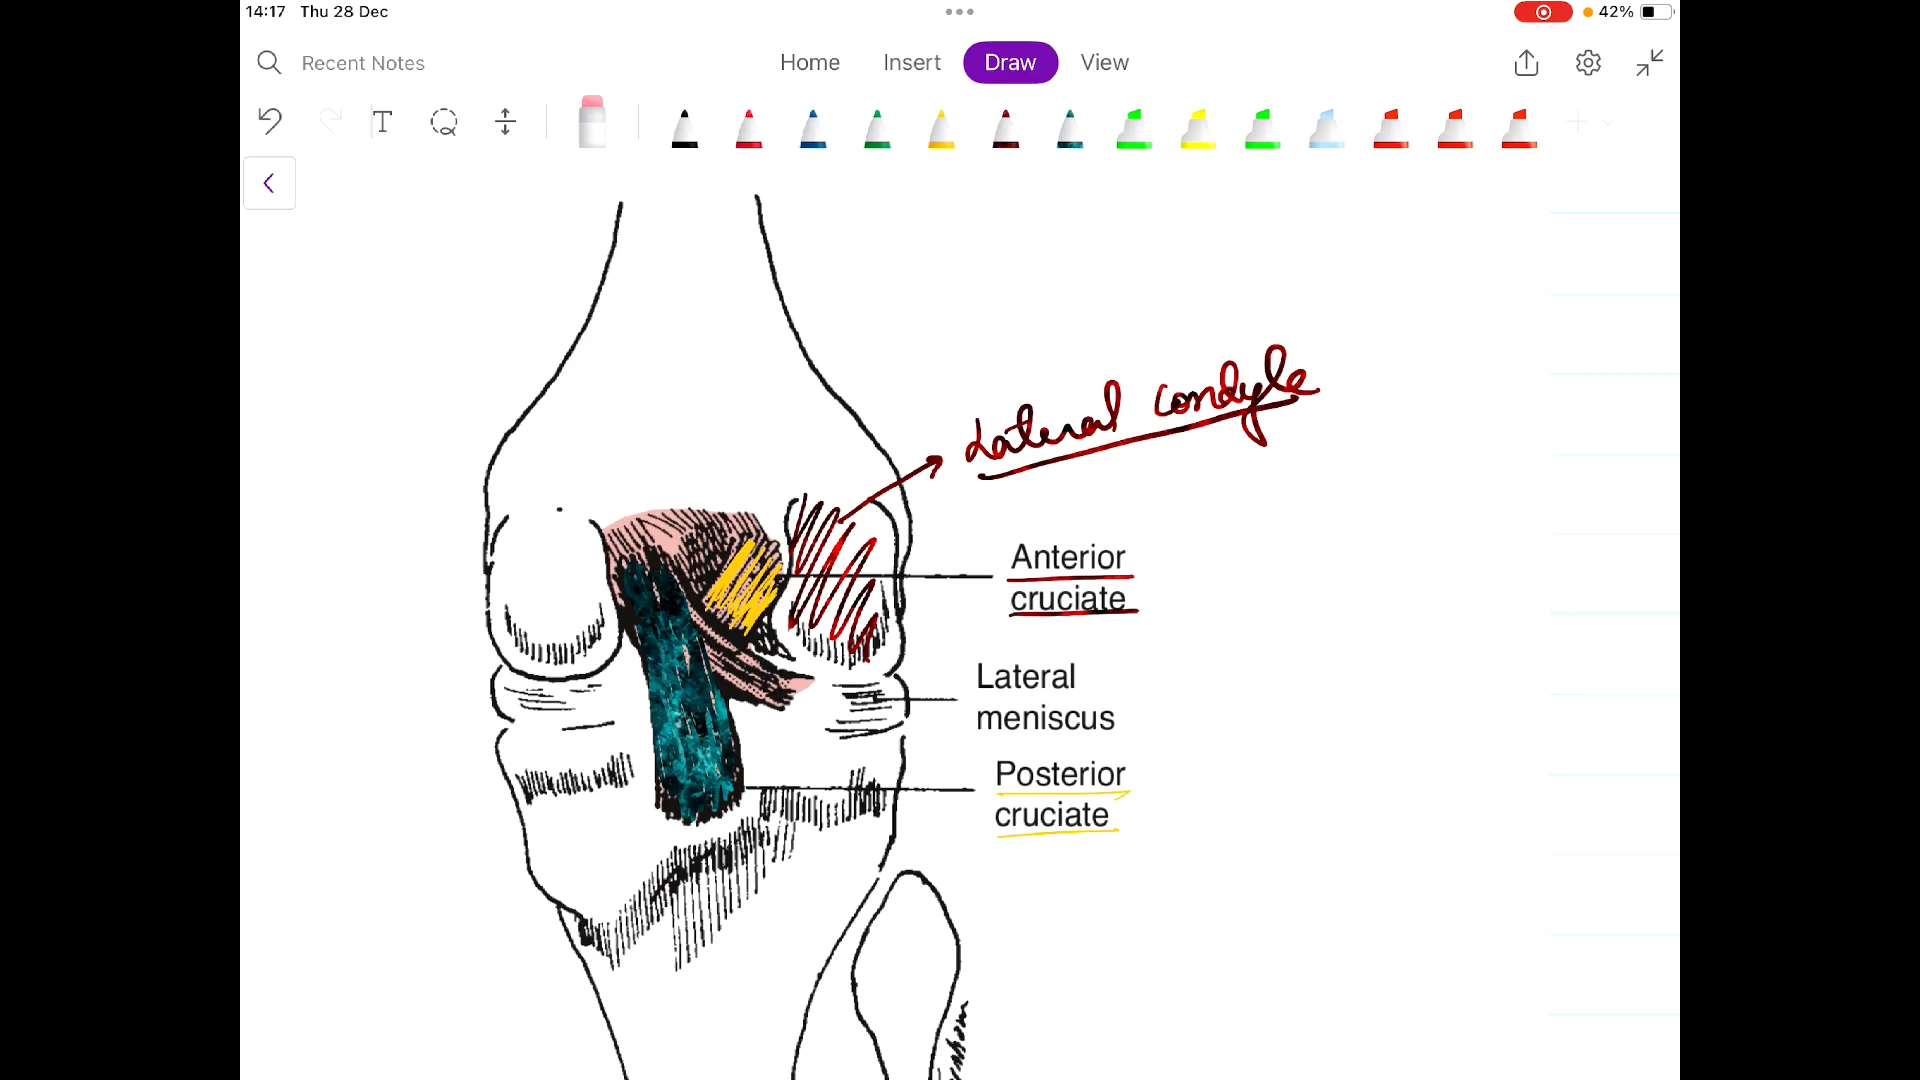 14:17 Thu 28 Dec
42%
Recent Notes
Home Insert Draw View
T
Lateral condyle
Anterior
cruciate
Lateral
meniscus
Posterior
cruciate